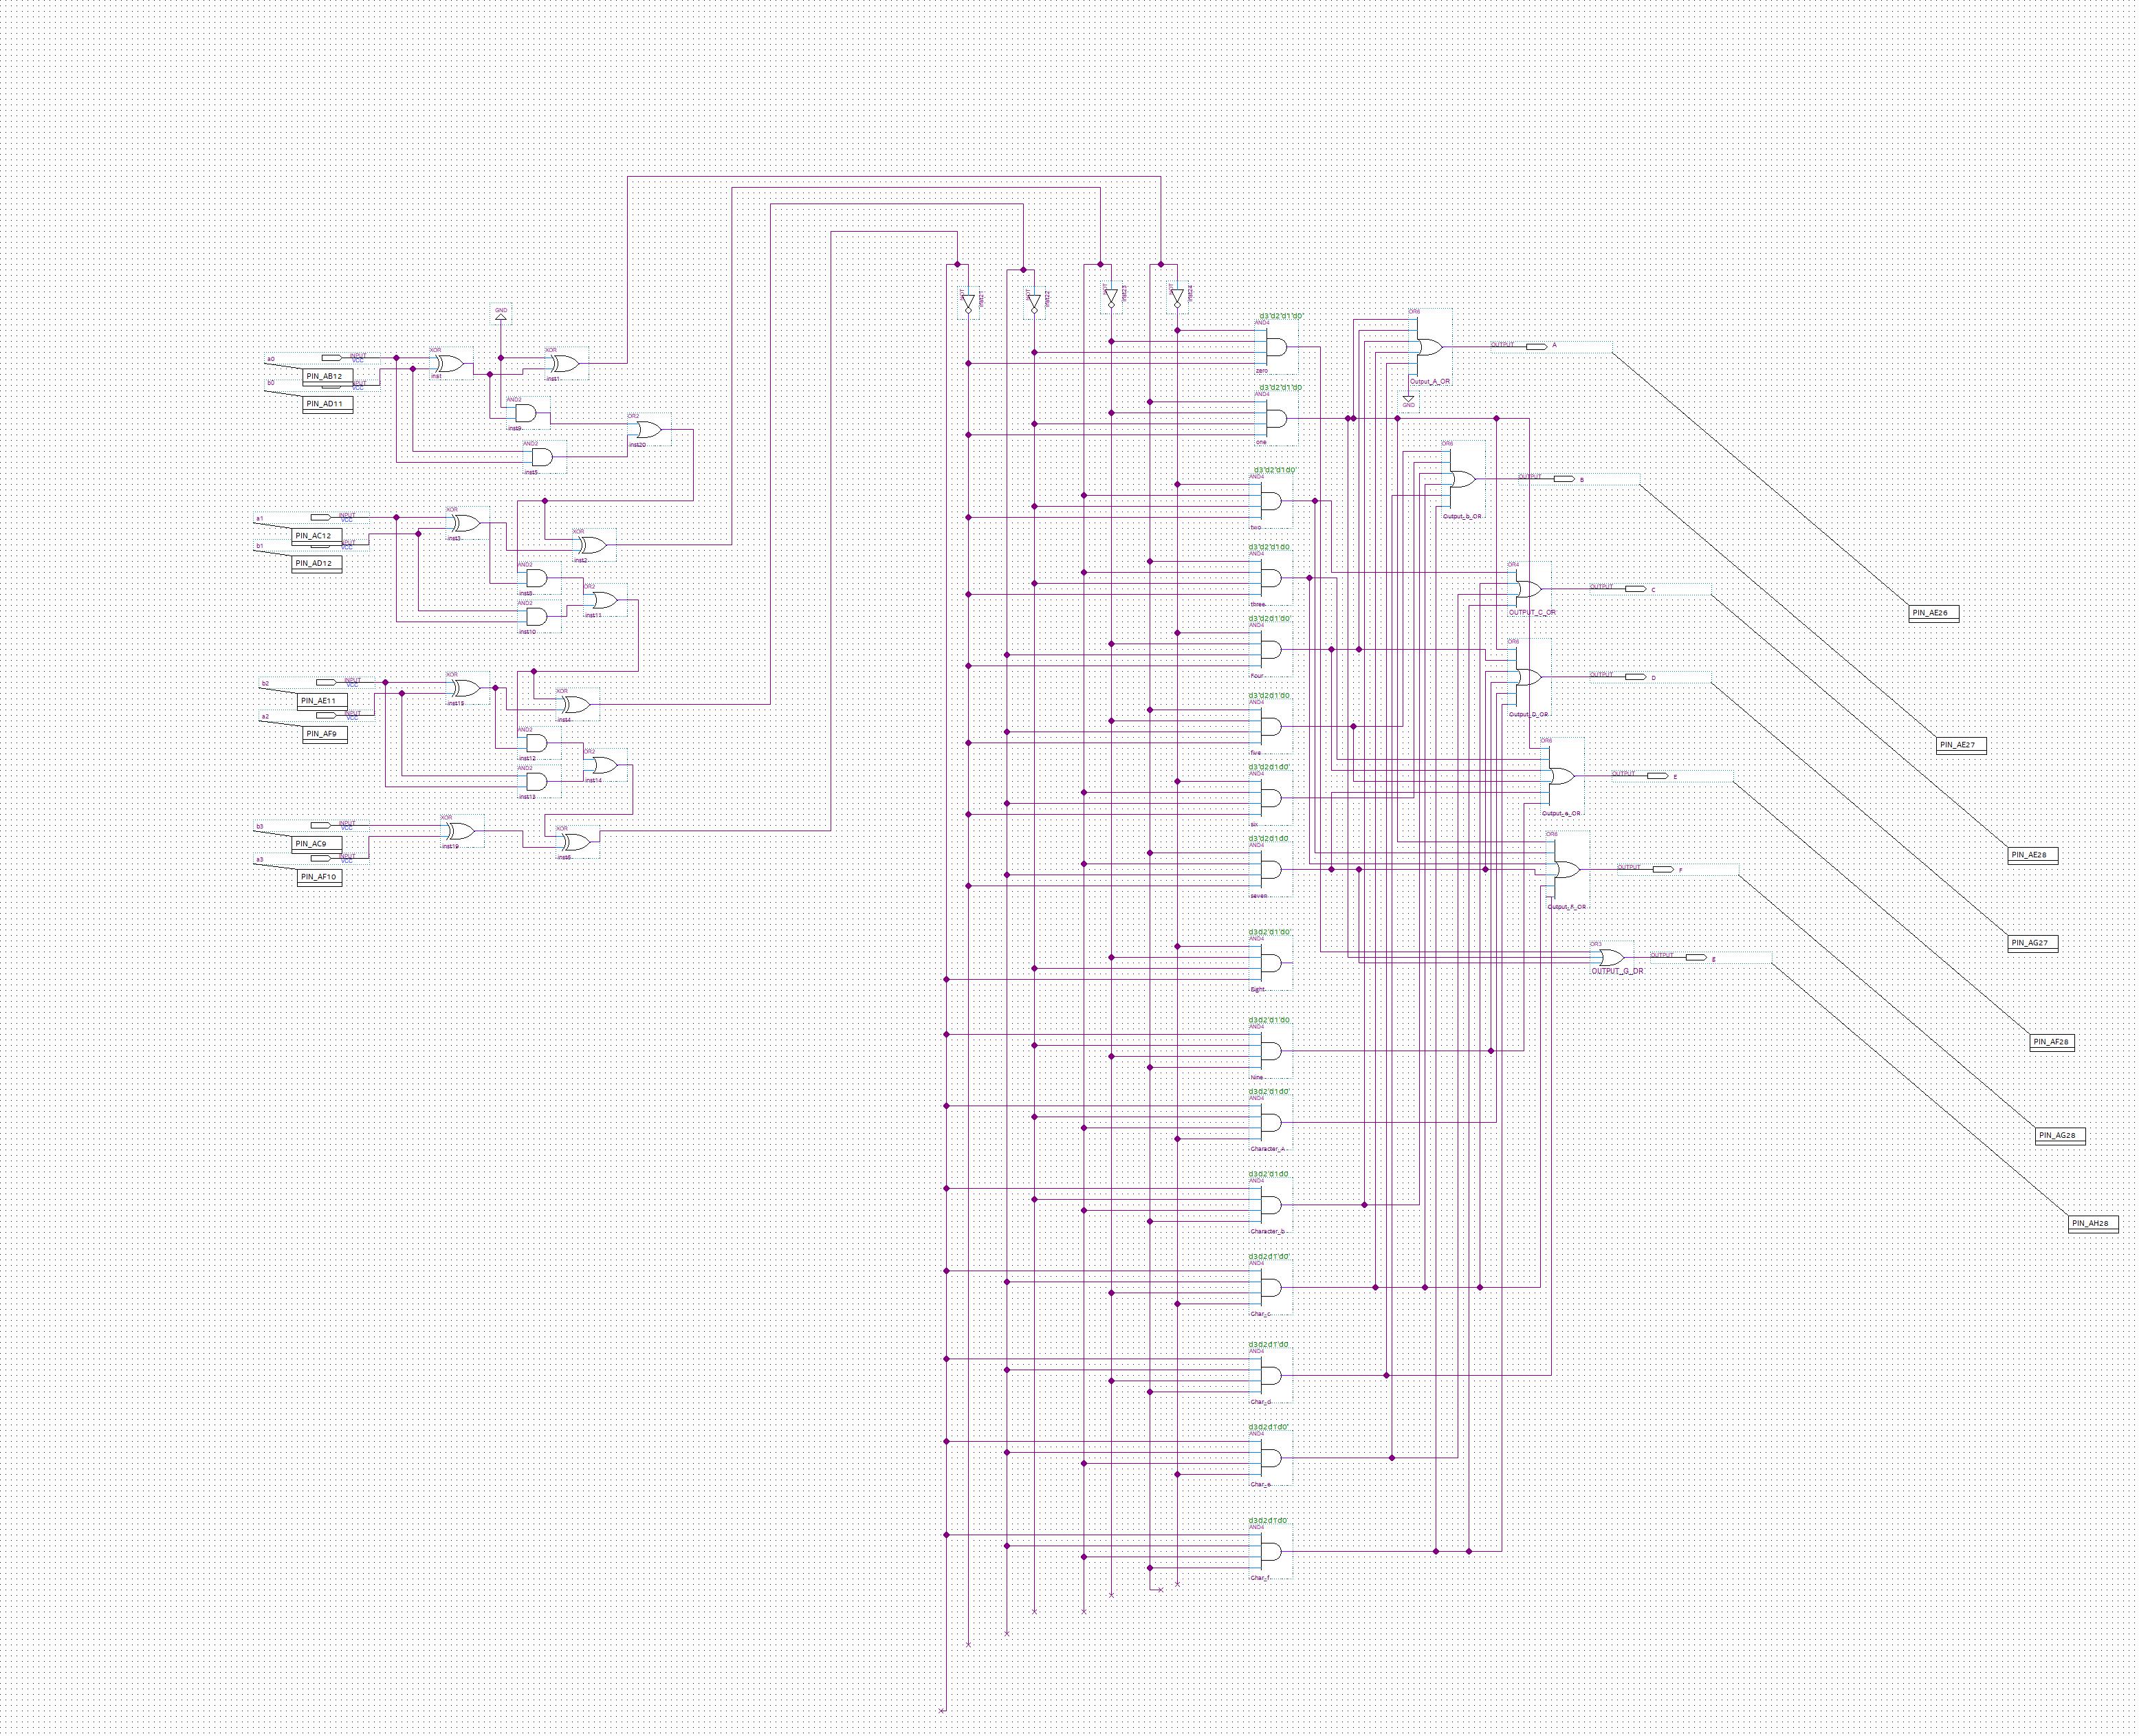 GND
a0
INPUT
VCC
PIN_AB12
b0
INPUT
VCC
PIN_AD11
XOR
inst
XOR
inst1
AND2
inst9
AND2
inst5
OR2
inst20
a1
INPUT
VCC
PIN_AC12
b1
INPUT
VCC
PIN_AD12
XOR
inst3
XOR
inst2
AND2
inst8
AND2
inst10
OR2
inst11
b2
INPUT
VCC
PIN_AE11
a2
INPUT
VCC
PIN_AF9
XOR
inst15
XOR
inst4
AND2
inst12
AND2
inst13
OR2
inst14
b3
INPUT
VCC
PIN_AC9
a3
INPUT
VCC
PIN_AF10
XOR
inst19
XOR
inst6
NOT
inst21
NOT
inst22
NOT
inst23
NOT
inst24
d3'd2'd1'd0'
AND4
zero
d3'd2'd1'd0
AND4
one
d3'd2'd1d0'
AND4
two
d3'd2'd1d0
AND4
three
d3'd2d1'd0'
AND4
Four
d3'd2d1'd0
AND4
five
d3'd2d1d0'
AND4
six
d3'd2d1d0
AND4
seven
d3d2'd1'd0'
AND4
Eight
d3d2'd1'd0
AND4
Nine
d3d2'd1d0'
AND4
Character_A
d3d2'd1d0
AND4
Character_b
d3d2d1'd0'
AND4
Char_c
d3d2d1'd0
AND4
Char_d
d3d2d1d0'
AND4
Char_e
d3d2d1d0'
AND4
Char_f
OR6
Output_A_OR
GND
OUTPUT
A
PIN_AE26
OR6
Output_b_OR
OUTPUT
B
PIN_AE27
OR4
OUTPUT_C_OR
OUTPUT
C
PIN_AE28
OR6
Output_D_OR
OUTPUT
D
PIN_AG27
OR6
Output_e_OR
OUTPUT
E
PIN_AF28
OR6
Output_F_OR
OUTPUT
F
PIN_AG28
OR3
OUTPUT_G_OR
OUTPUT
g
PIN_AH28